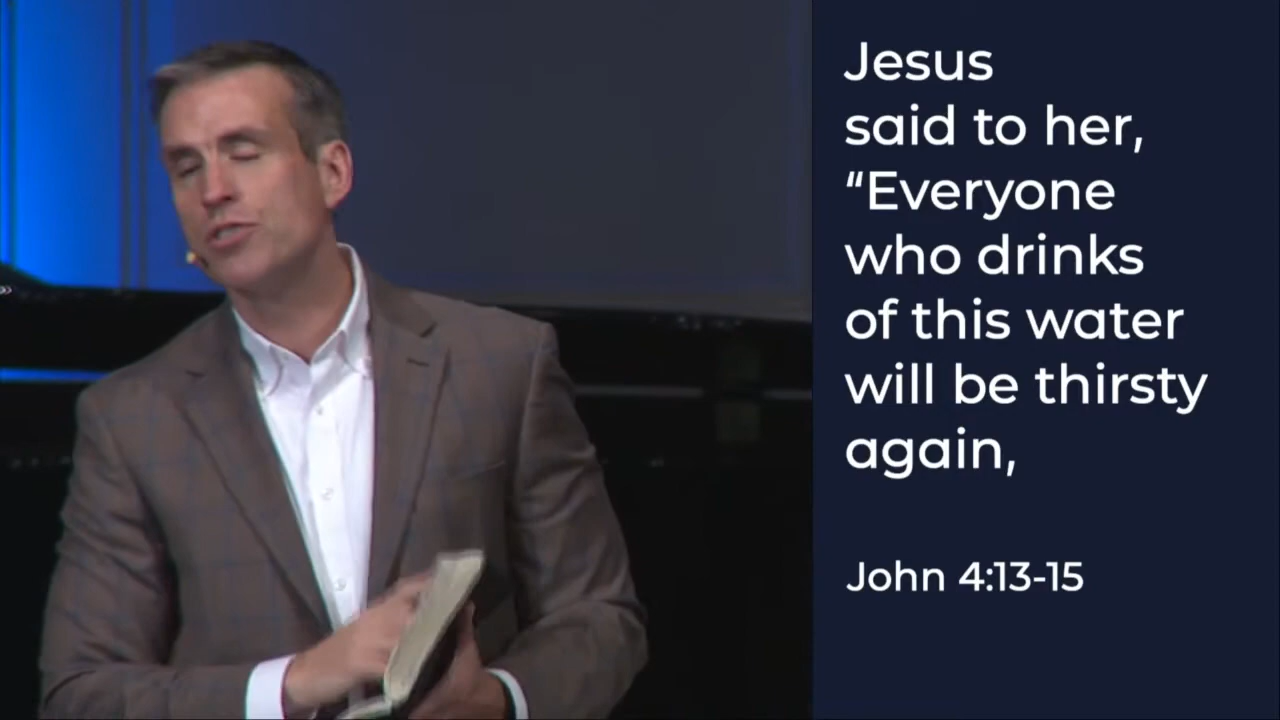 Jesus
said to her,
“Everyone
who drinks
of this water
will be thirsty
again,
John 4:13-15